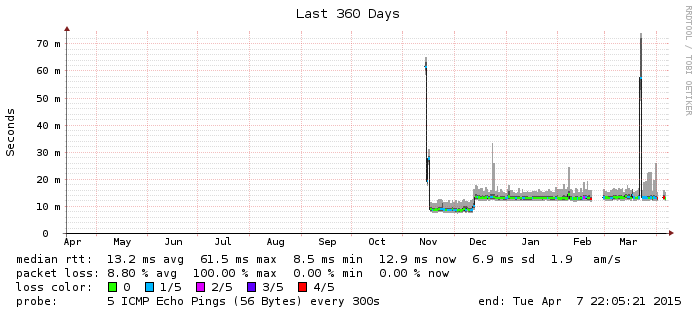 Last 360 Days
RRDTOOL / TOBI OETIKER
Seconds
70 m
60 m
50 m
40 m
30 m
20 m
10 m
0
Apr May Jun Jul Aug Sep Oct Nov Dec Jan Feb Mar
median rtt: 13.2 ms avg 61.5 ms max 8.5 ms min 12.9 ms now 6.9 ms sd 1.9 am/s
packet loss: 8.80 % avg 100.00 % max 0.00 % min 0.00 % now
loss color: 0 1/5 2/5 3/5 4/5
probe: 5 ICMP Echo Pings (56 Bytes) every 300s end: Tue Apr 7 22:05:21 2015